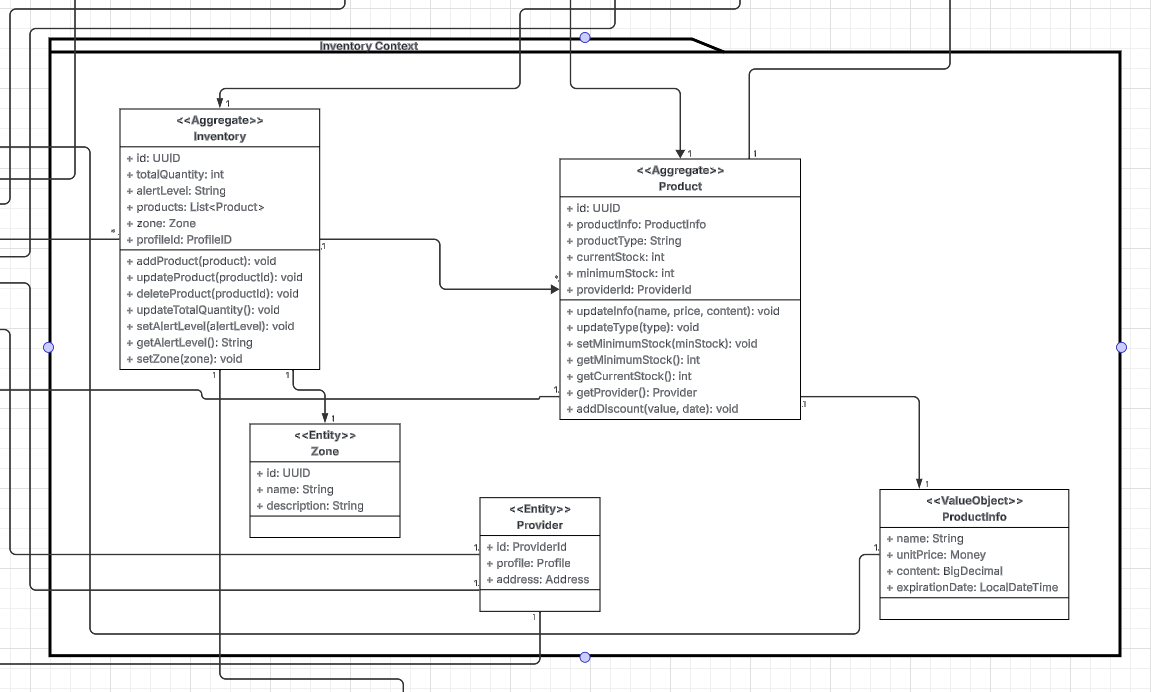 Inventory Context
1
<<Aggregate>>
Inventory
+ id: UUID
+ totalQuantity: int
+ alertLevel: String
+ products: List<Product>
+ zone: Zone
+ profileId: ProfileID
+ addProduct(product): void
+ updateProduct(productId): void
+ deleteProduct(productId): void
+ updateTotalQuantity(): void
+ setAlertLevel(alertLevel): void
+ getAlertLevel(): String
+ setZone(zone): void
*
1
1
1
1
1
<<Aggregate>>
Product
+ id: UUID
+ productInfo: ProductInfo
+ productType: String
+ currentStock: int
+ minimumStock: int
+ providerId: ProviderId
+ updateInfo(name, price, content): void
+ updateType(type): void
+ setMinimumStock(minStock): void
+ getMinimumStock(): int
+ getCurrentStock(): int
+ getProvider(): Provider
+ addDiscount(value, date): void
*
1
1
1
<<Entity>>
Zone
+ id: UUID
+ name: String
+ description: String
<<Entity>>
Provider
+ id: ProviderId
+ profile: Profile
+ address: Address
1
1
1
1
<<ValueObject>>
ProductInfo
+ name: String
+ unitPrice: Money
+ content: BigDecimal
+ expirationDate: LocalDateTime
1